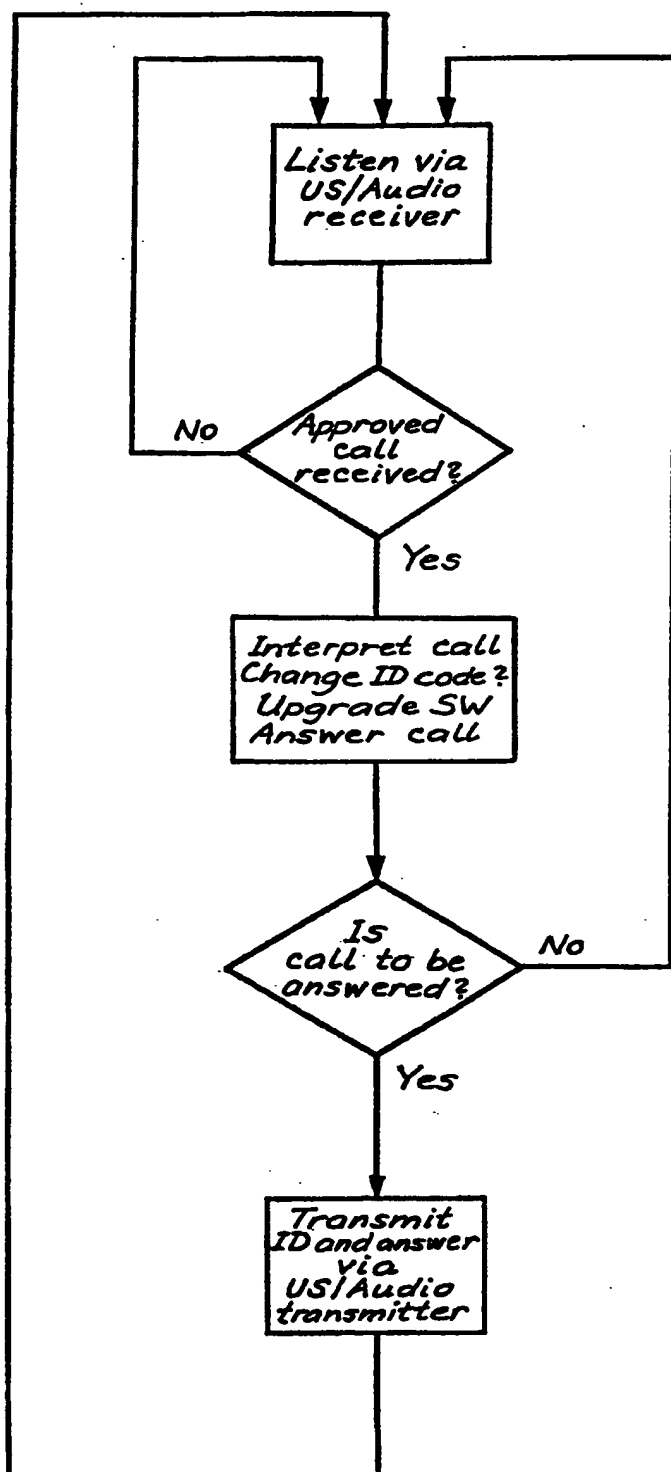 Listen via
US/Audio
receiver
No
Approved
call
received?
Yes
Interpret call
Change ID code?
Upgrade SW
Answer call
Is
call to be
answered?
No
Yes
Transmit
ID and answer
via
US/Audio
transmitter